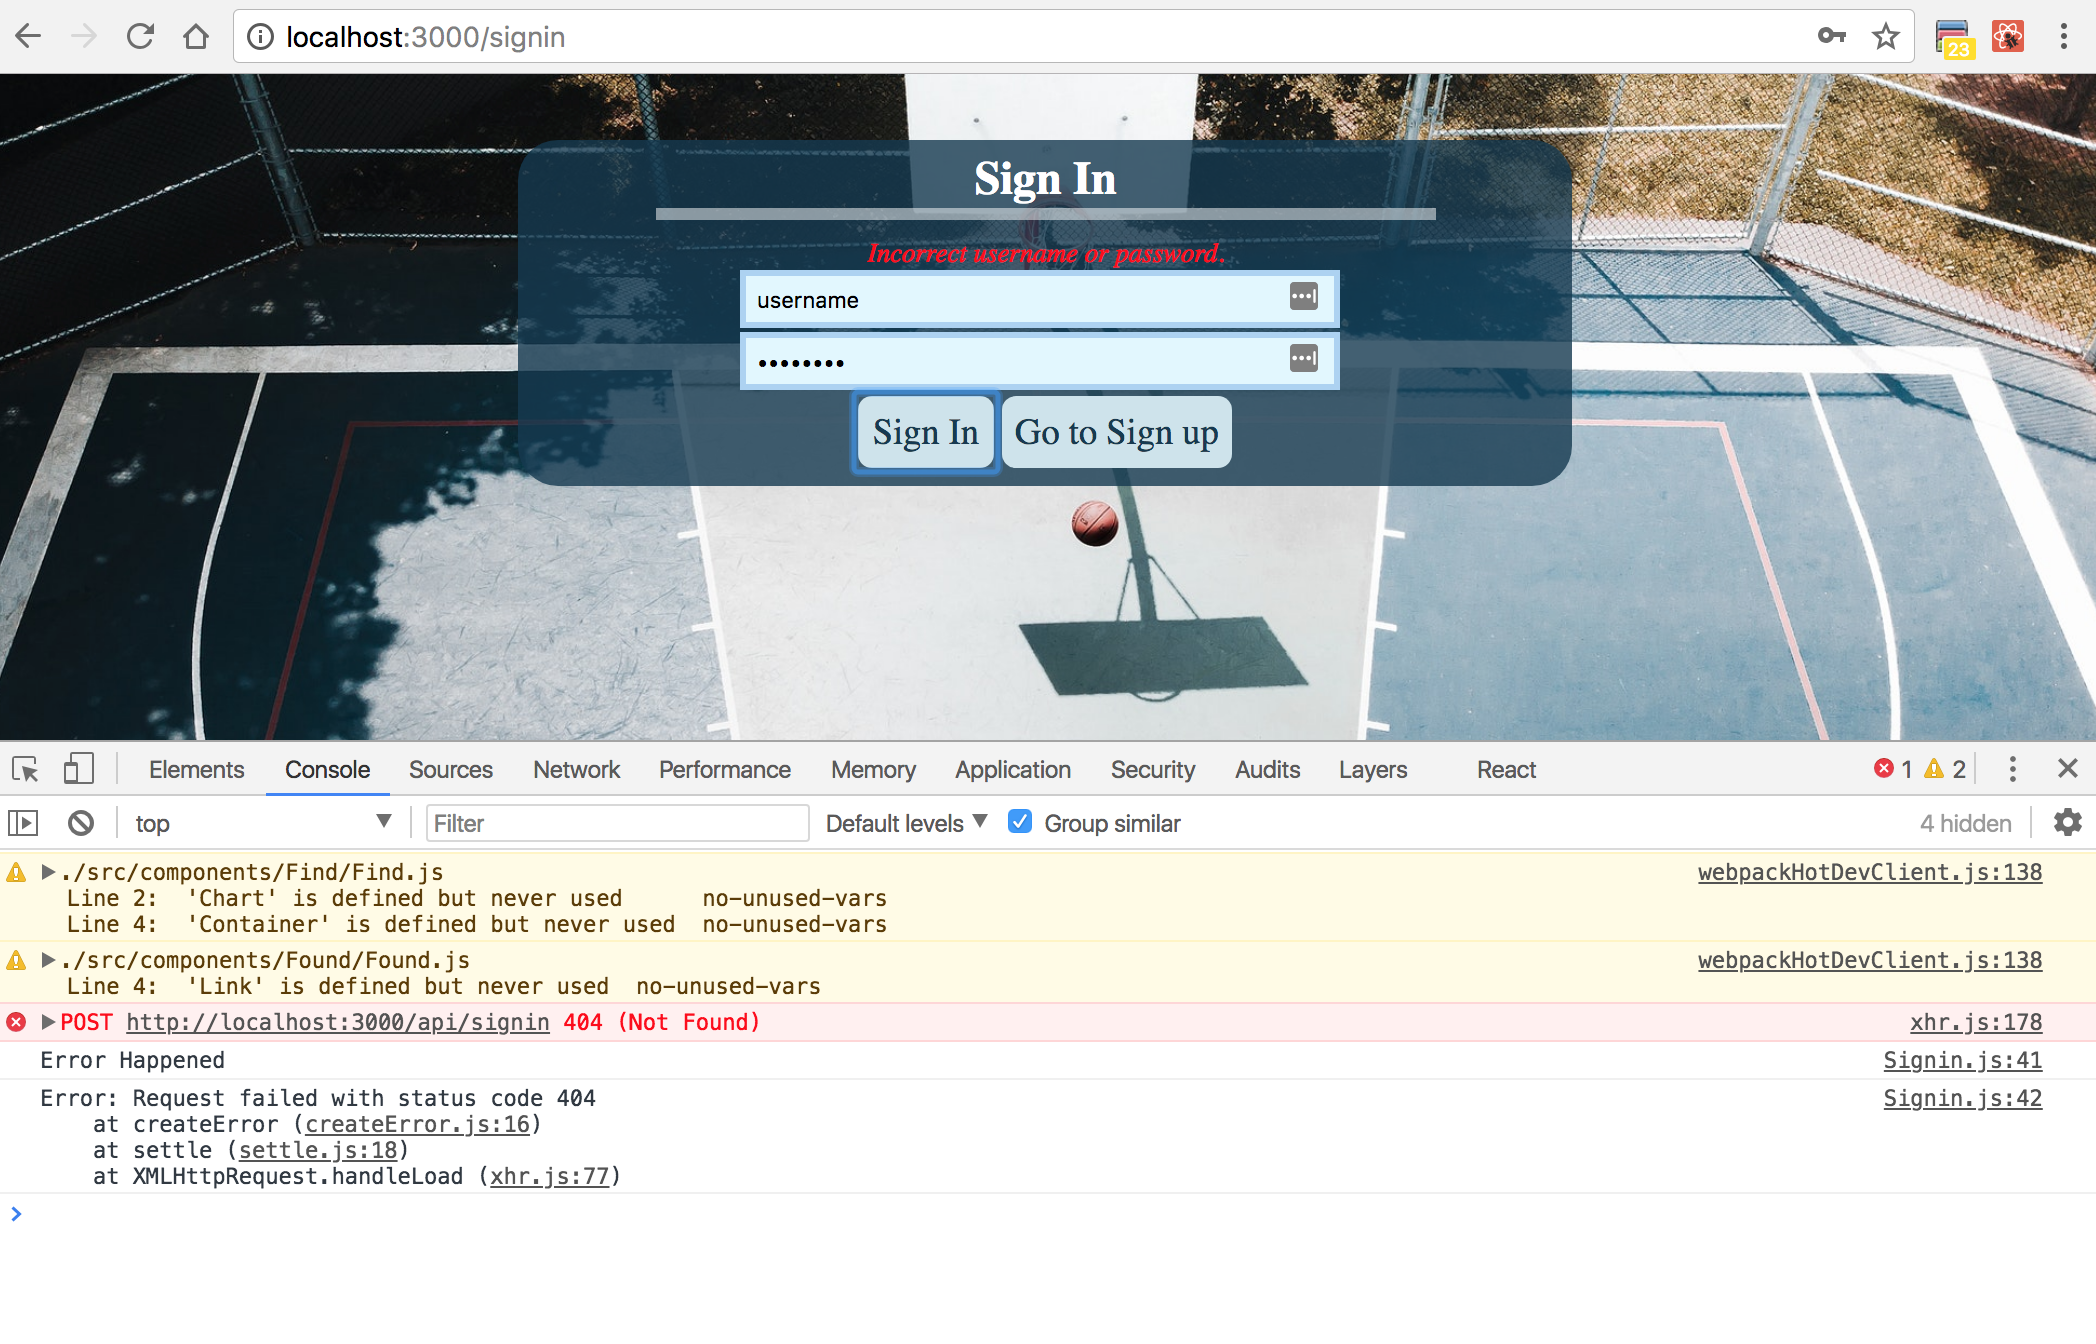 localhost:3000/signin
23
Sign In
Incorrect username or password.
username
••••••••
Sign In Go to Sign up
Elements Console Sources Network Performance Memory Application Security Audits Layers React 1 2
top Filter Default levels Group similar 4 hidden
./src/components/Find/Find.js webpackHotDevClient.js:138
Line 2: 'Chart' is defined but never used no-unused-vars
Line 4: 'Container' is defined but never used no-unused-vars
./src/components/Found/Found.js webpackHotDevClient.js:138
Line 4: 'Link' is defined but never used no-unused-vars
POST http://localhost:3000/api/signin 404 (Not Found) xhr.js:178
Error Happened Signin.js:41
Error: Request failed with status code 404 Signin.js:42
at createError (createError.js:16)
at settle (settle.js:18)
at XMLHttpRequest.handleLoad (xhr.js:77)